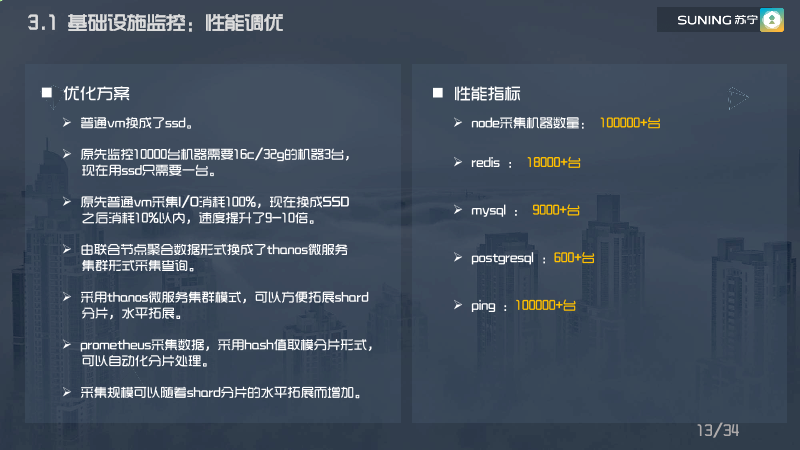 3.1 基础设施监控：性能调优
SUNING 苏宁
优化方案
普通vm换成了ssd。
原先监控10000台机器需要16c/32g的机器3台，
现在用ssd只需要一台。
原先普通vm采集I/O消耗100%，现在换成SSD
之后消耗10%以内，速度提升了9-10倍。
由联合节点聚合数据形式换成了thanos微服务
集群形式采集查询。
采用thanos微服务集群模式，可以方便拓展shard
分片，水平拓展。
prometheus采集数据，采用hash值取模分片形式，
可以自动化分片处理。
采集规模可以随着shard分片的水平拓展而增加。
性能指标
node采集机器数量： 100000+台
redis ： 18000+台
mysql ： 9000+台
postgresql ：600+台
ping ：100000+台
13/34